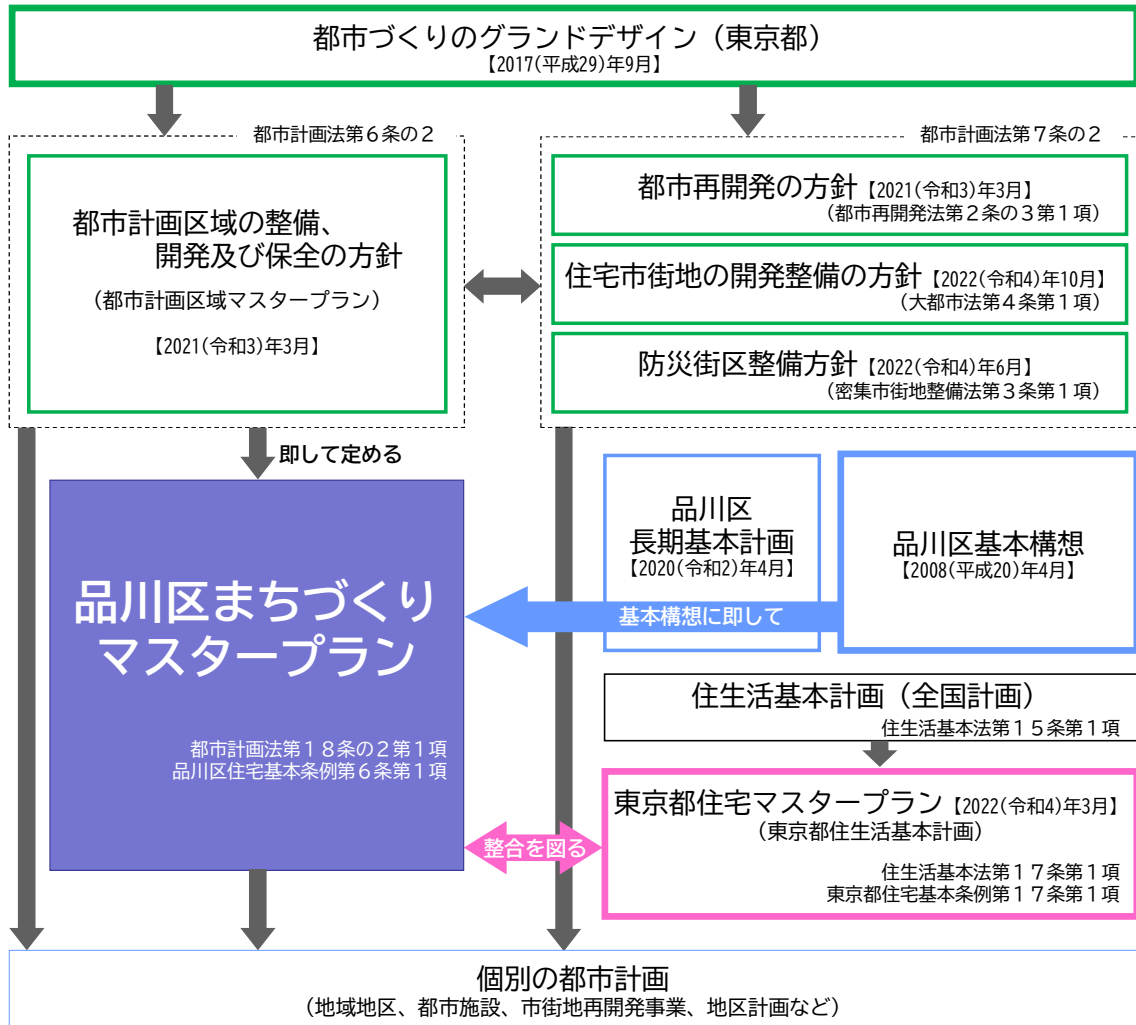 都市づくりのグランドデザイン（東京都）
【2017(平成29)年9月】
都市計画法第６条の２
都市計画区域の整備、
開発及び保全の方針
（都市計画区域マスタープラン）
【2021(令和3)年3月】
都市計画法第７条の２
都市再開発の方針【2021(令和3)年3月】
（都市再開発法第２条の３第１項）
住宅市街地の開発整備の方針【2022(令和4)年10月】
（大都市法第４条第１項）
防災街区整備方針【2022(令和4)年6月】
（密集市街地整備法第３条第１項）
即して定める
品川区まちづくり
マスタープラン
都市計画法第１８条の２第１項
品川区住宅基本条例第６条第１項
品川区
長期基本計画
【2020(令和2)年4月】
品川区基本構想
【2008(平成20)年4月】
基本構想に即して
住生活基本計画（全国計画）
住生活基本法第１５条第１項
東京都住宅マスタープラン【2022(令和4)年3月】
（東京都住生活基本計画）
住生活基本法第１７条第１項
東京都住宅基本条例第１７条第１項
整合を図る
個別の都市計画
（地域地区、都市施設、市街地再開発事業、地区計画など）